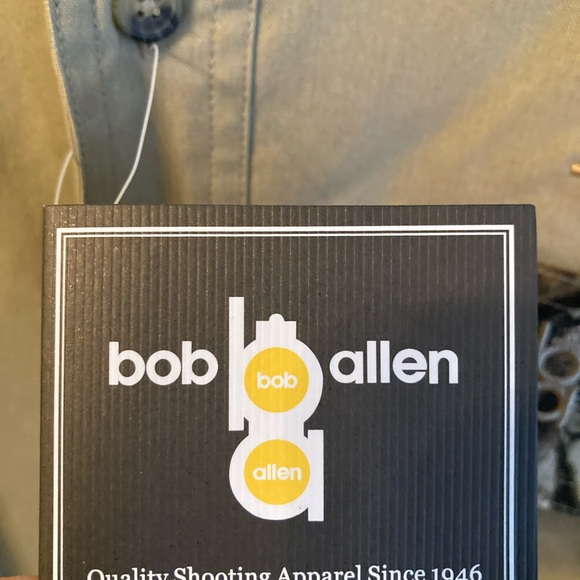 bob allen
bob
allen
Quality Shooting Apparel Since 1946